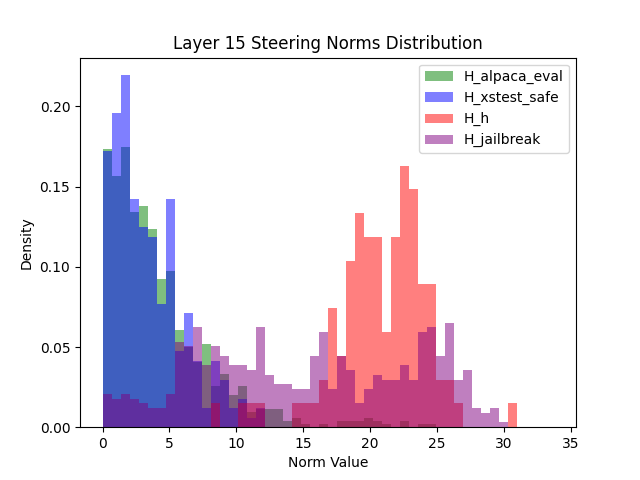 Layer 15 Steering Norms Distribution
H_alpaca_eval
H_xstest_safe
H_h
H_jailbreak
Density
0.20
0.15
0.10
0.05
0.00
0 5 10 15 20 25 30 35
Norm Value